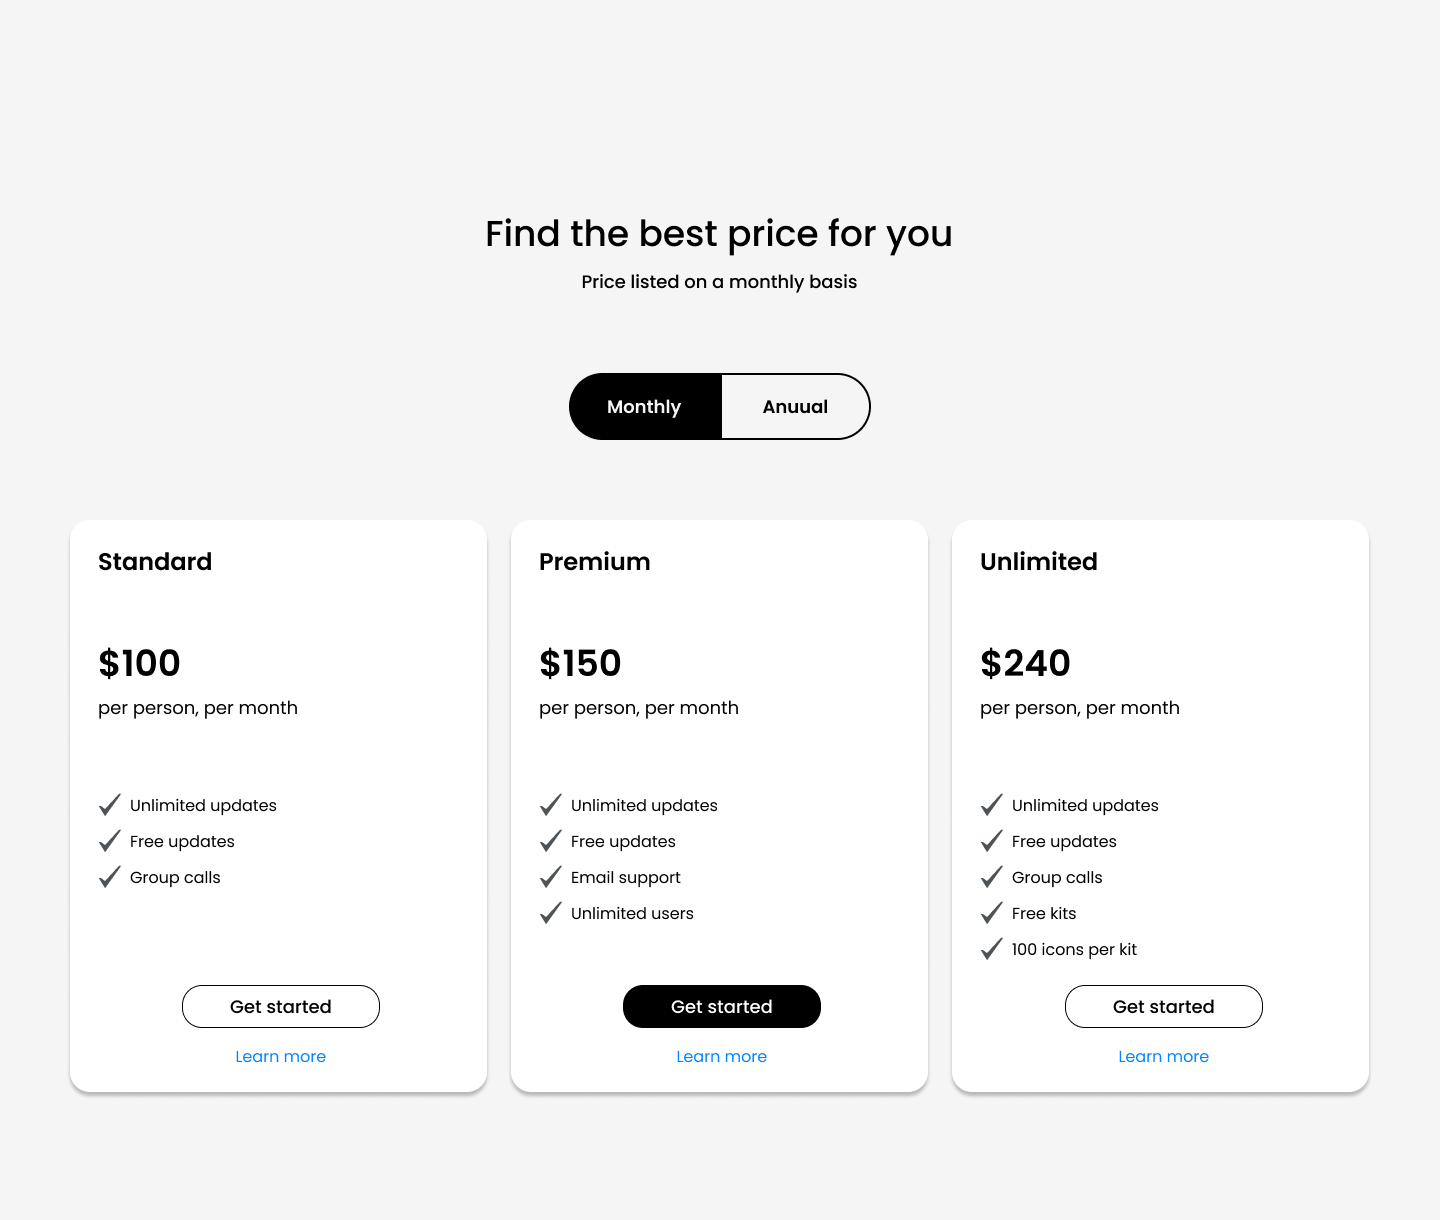 Find the best price for you
Price listed on a monthly basis
Monthly
Anuual
Standard
$100
per person, per month
Unlimited updates
Free updates
Group calls
Get started
Learn more
Premium
$150
per person, per month
Unlimited updates
Free updates
Email support
Unlimited users
Get started
Learn more
Unlimited
$240
per person, per month
Unlimited updates
Free updates
Group calls
Free kits
100 icons per kit
Get started
Learn more